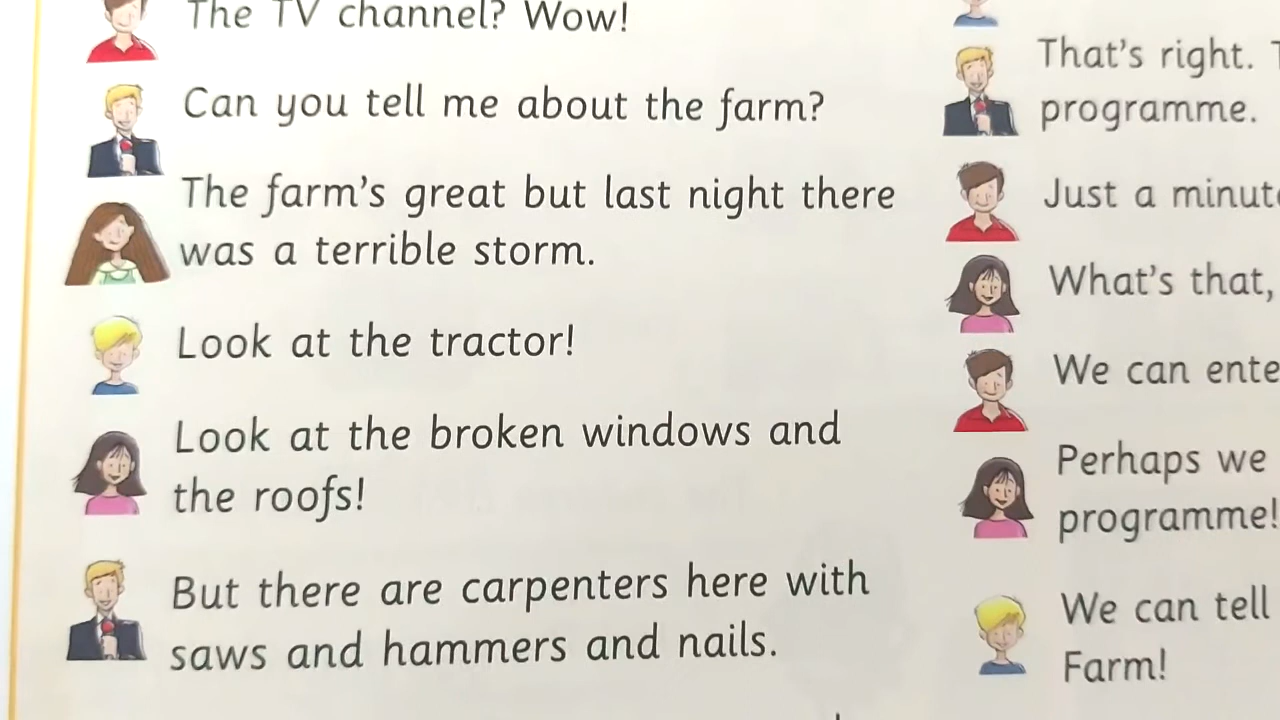 The TV channel? Wow!
Can you tell me about the farm?
The farm's great but last night there
was a terrible storm.
Look at the tractor!
Look at the broken windows and
the roofs!
But there are carpenters here with
saws and hammers and nails.
That's right.
programme.
Just a
What's that,
We can
Perhaps we
programme!
We can tell
Farm!